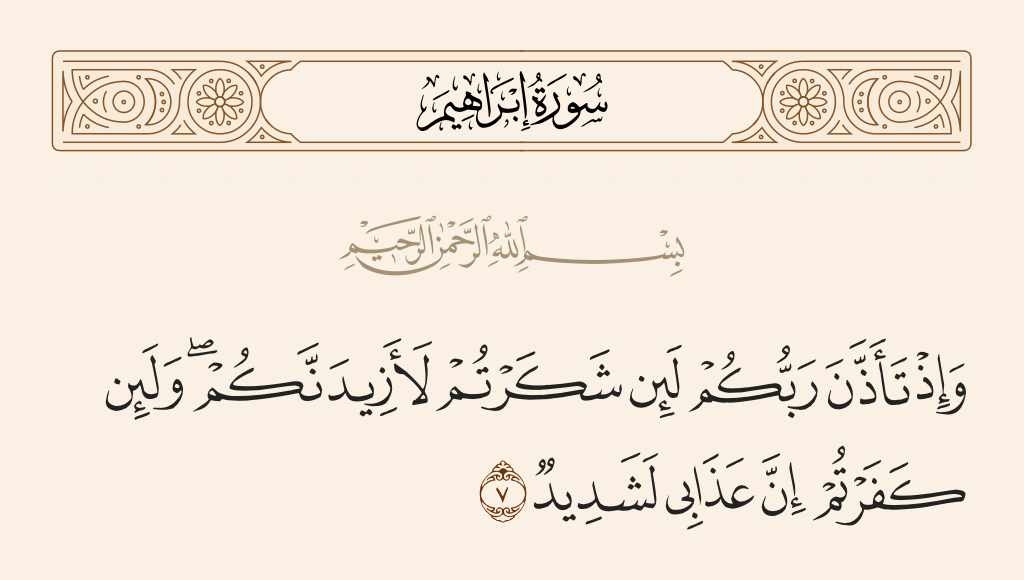 سُورَةُ إِبْرَاهِيمَ
بِسْمِ ٱللَّهِ ٱلرَّحْمَٰنِ ٱلرَّحِيمِ
وَإِذْ تَأَذَّنَ رَبُّكُمْ لَئِن شَكَرْتُمْ لَأَزِيدَنَّكُمْ ۖ وَلَئِن
كَفَرْتُمْ إِنَّ عَذَابِى لَشَدِيدٌ ٧